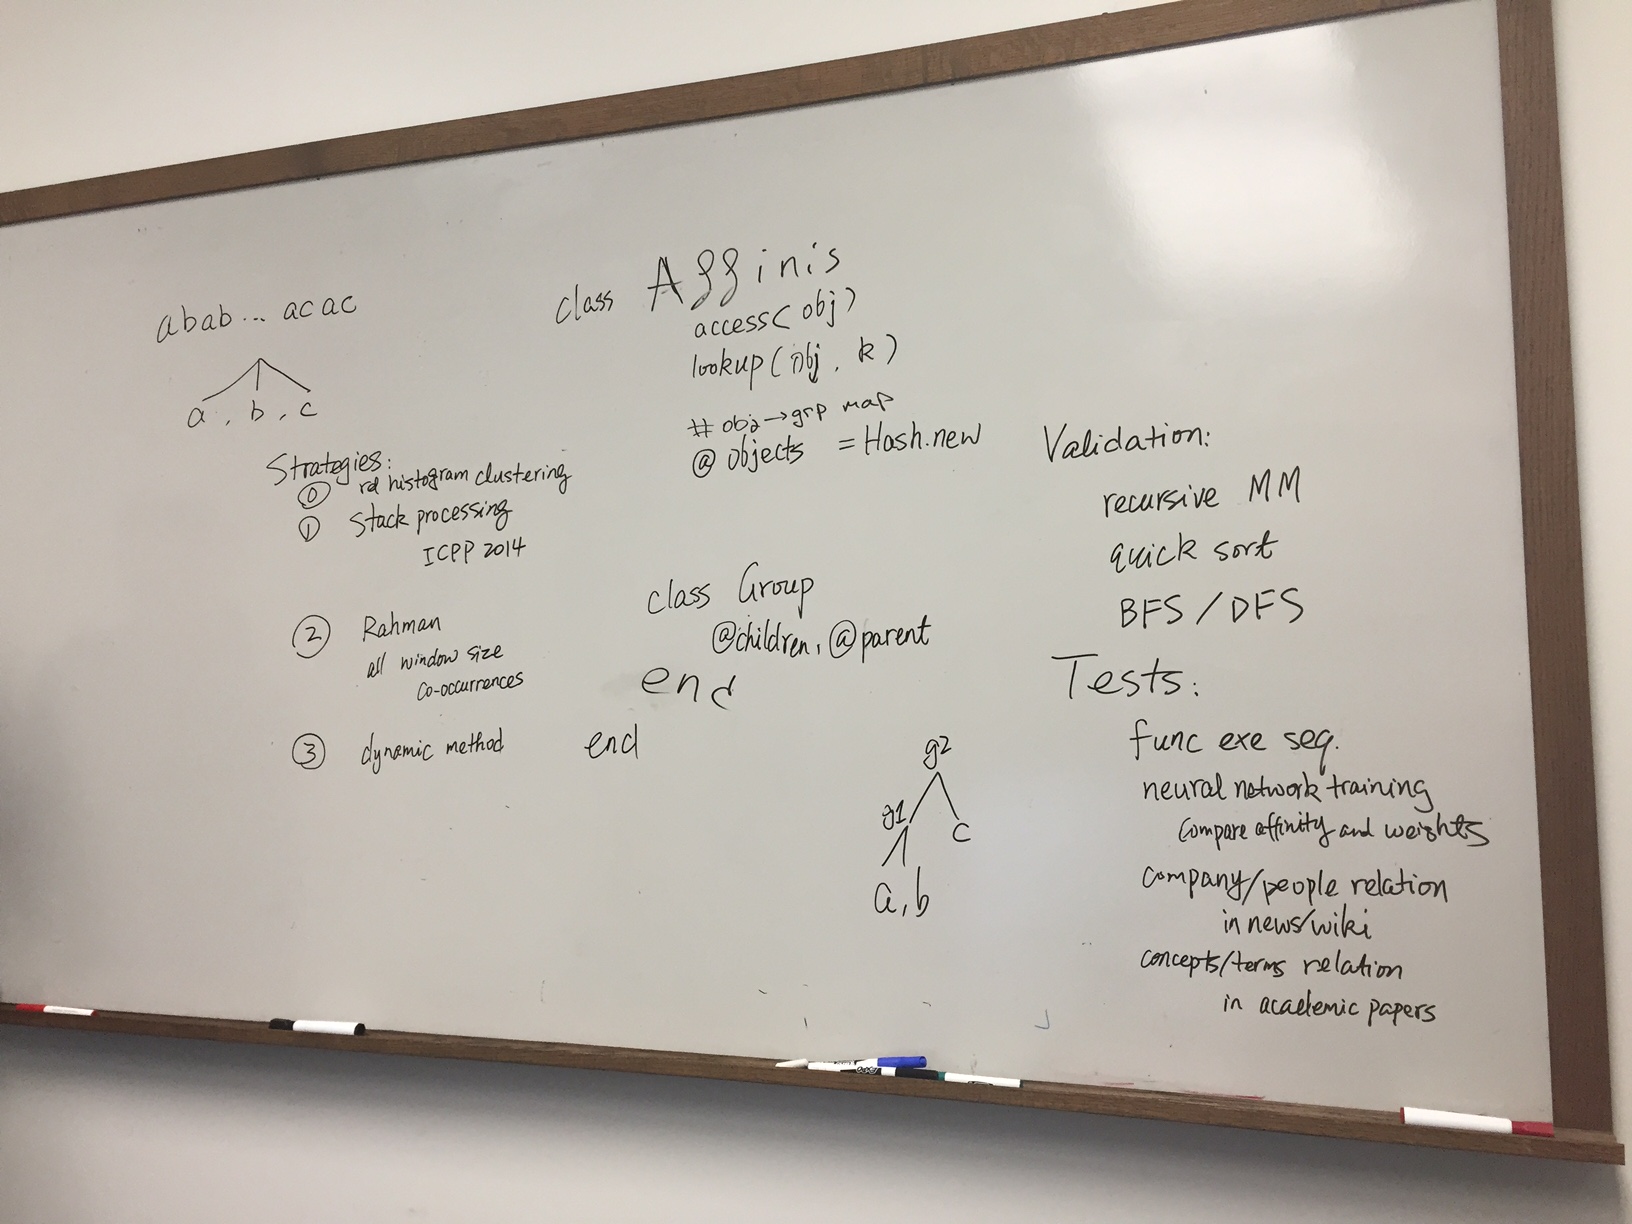 abab... acac
a, b, c
Strategies:
⓪ rd histogram clustering
① Stack processing
ICPP 2014
② Rahman
all window size
co-occurrences
③ dynamic method
class Affinis
access(obj)
lookup(obj, k)
# obj→grp map
@objects = Hash.new
class Group
@children, @parent
end
end
g2
g1
c
a, b
Validation:
recursive MM
quick sort
BFS / DFS
Tests:
func exe seq.
neural network training
compare affinity and weights
company/people relation
in news/wiki
concepts/terms relation
in academic papers